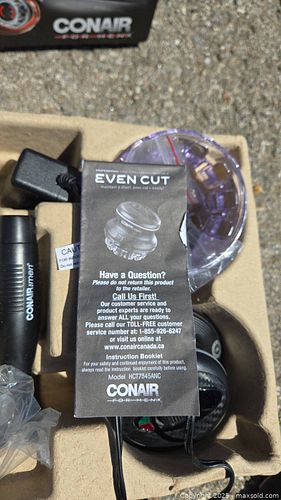 CONAIR
FOR MEN
EVEN CUT
Have a Question?
Please do not return this product
to the retailer.
Call Us First!
Our customer service and
product experts are ready to
answer ALL your questions.
Please call our TOLL-FREE customer
service number at: 1-855-926-6247
or visit us online at
www.conaircanada.ca
Instruction Booklet
For your safety and continued enjoyment of this product,
always read the instruction booklet carefully before using.
Model HCT7545ANC
CONAIR
FOR MEN
CONAIRmen
CAUT
Copyright 2025 - maxsold.com